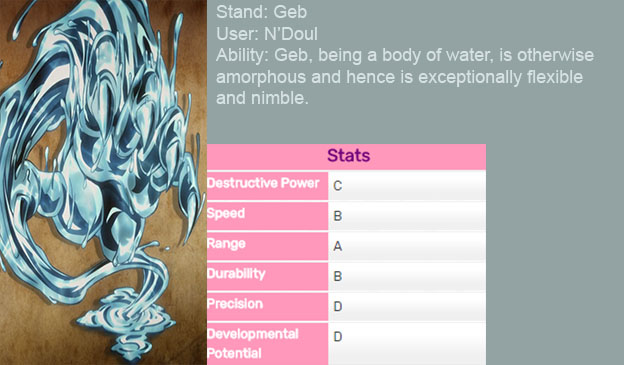 Stand: Geb
User: N'Doul
Ability: Geb, being a body of water, is otherwise
amorphous and hence is exceptionally flexible
and nimble.
Stats
Destructive Power C
Speed B
Range A
Durability B
Precision D
Developmental D
Potential